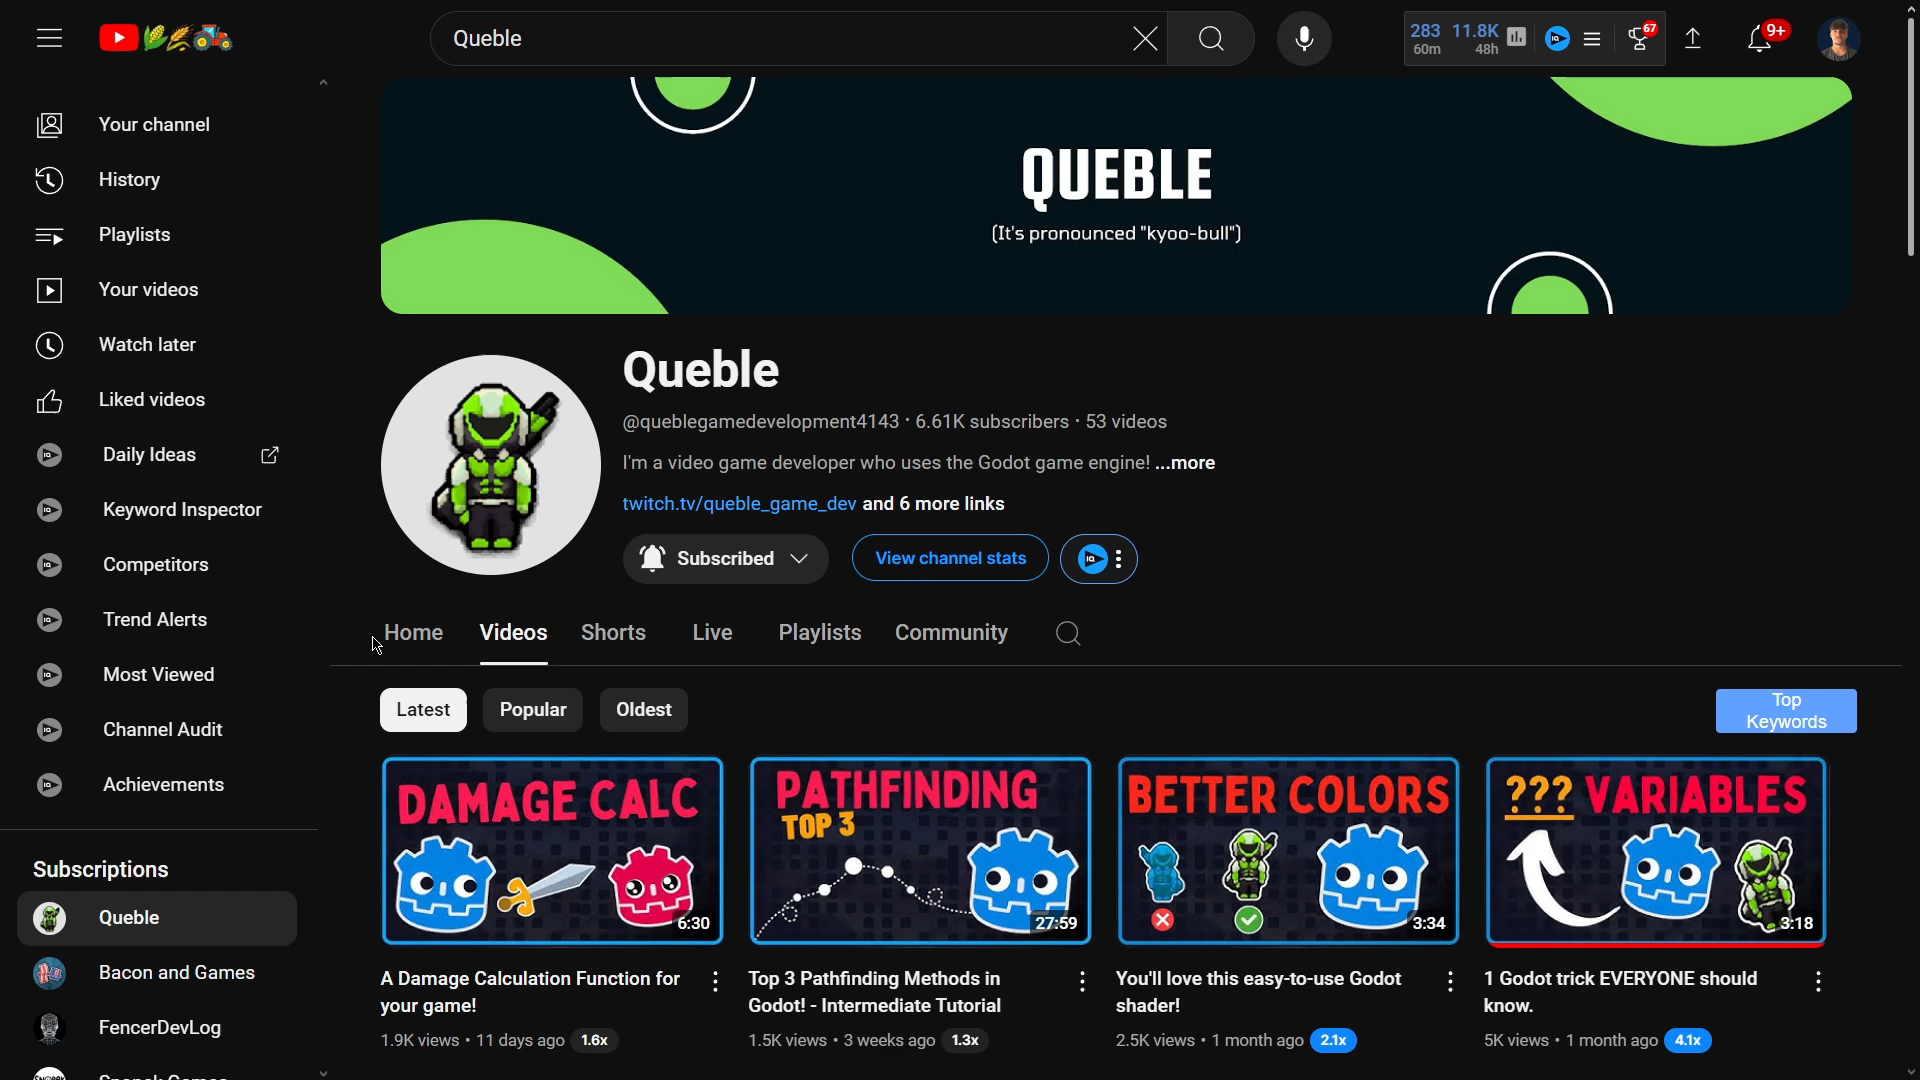 Queble
283 11.8K
60m 48h
67
9+
Your channel
History
Playlists
Your videos
Watch later
Liked videos
Daily Ideas
Keyword Inspector
Competitors
Trend Alerts
Most Viewed
Channel Audit
Achievements
Subscriptions
Queble
Bacon and Games
FencerDevLog
QUEBLE
(It's pronounced "kyoo-bull")
Queble
@queblegamedevelopment4143 · 6.61K subscribers · 53 videos
I'm a video game developer who uses the Godot game engine! ...more
twitch.tv/queble_game_dev and 6 more links
Subscribed
View channel stats
Home Videos Shorts Live Playlists Community
Latest Popular Oldest
Top
Keywords
DAMAGE CALC
6:30
A Damage Calculation Function for
your game!
1.9K views · 11 days ago 1.6x
PATHFINDING
TOP 3
27:59
Top 3 Pathfinding Methods in
Godot! - Intermediate Tutorial
1.5K views · 3 weeks ago 1.3x
BETTER COLORS
3:34
You'll love this easy-to-use Godot
shader!
2.5K views · 1 month ago 2.1x
??? VARIABLES
3:18
1 Godot trick EVERYONE should
know.
5K views · 1 month ago 4.1x